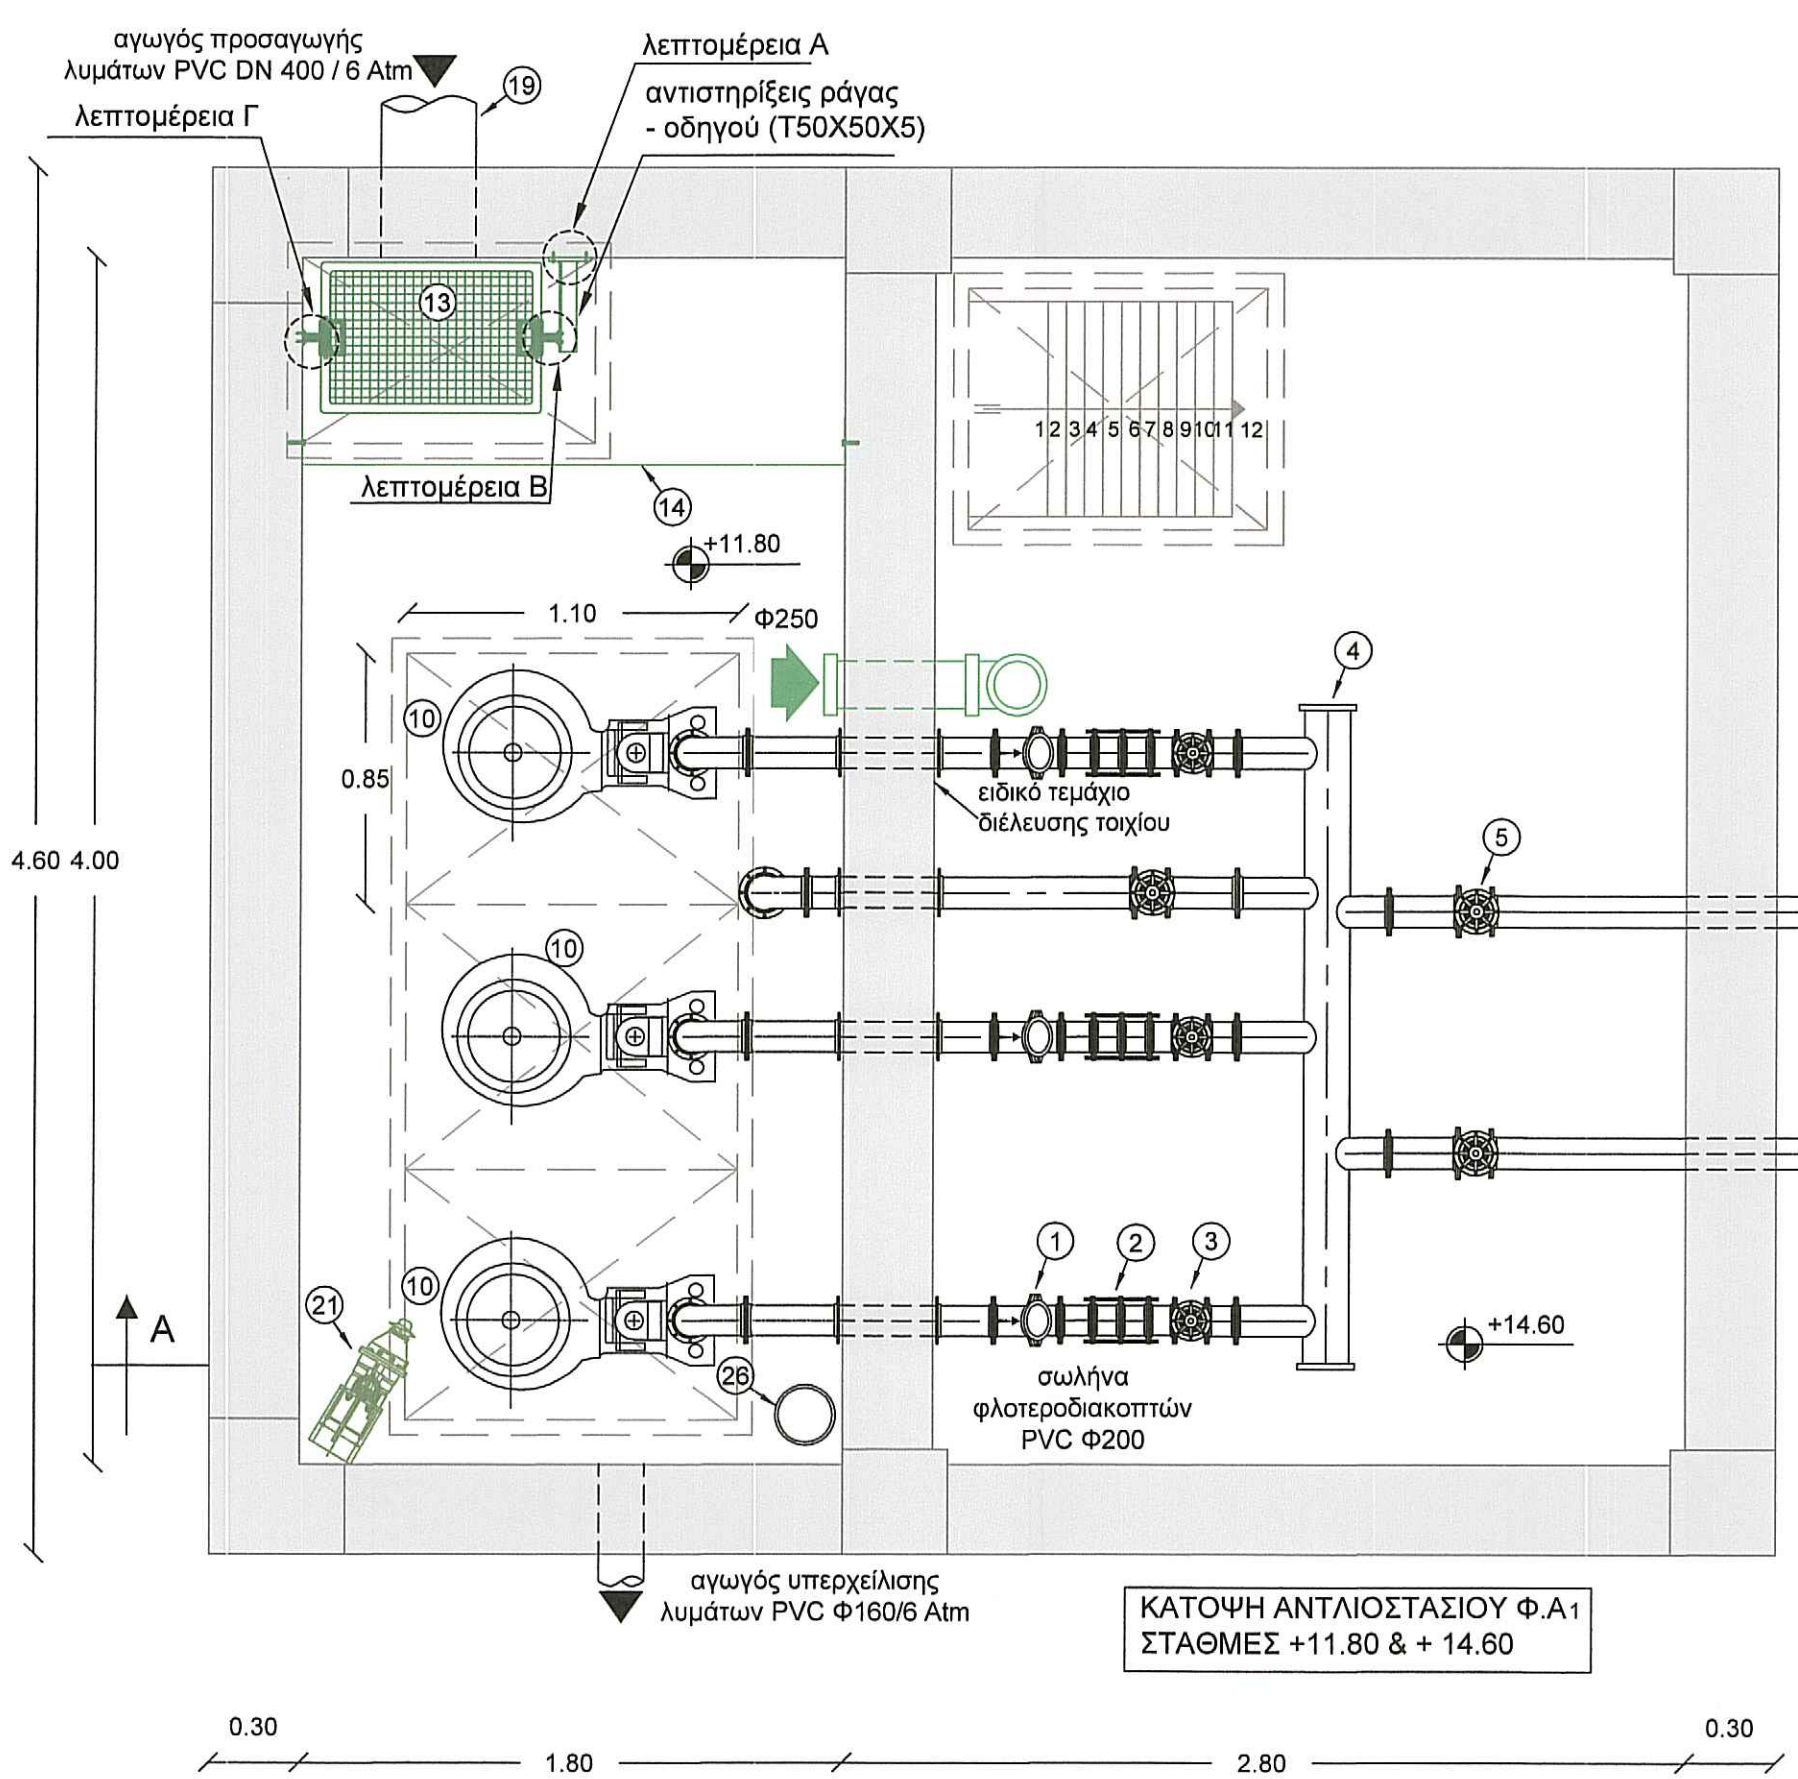 αγωγός προσαγωγής
λυμάτων PVC DN 400 / 6 Atm
19
λεπτομέρεια Α
αντιστηρίξεις ράγας
- οδηγού (T50X50X5)
λεπτομέρεια Γ
13
1 2 3 4 5 6 7 8 9 10 11 12
λεπτομέρεια Β
14
+11.80
1.10
Φ250
4
10
0.85
ειδικό τεμάχιο
διέλευσης τοιχίου
5
4.60 4.00
10
1
2
3
10
21
A
+14.60
26
σωλήνα
φλοτεροδιακοπτών
PVC Φ200
αγωγός υπερχείλισης
λυμάτων PVC Φ160/6 Atm
ΚΑΤΟΨΗ ΑΝΤΛΙΟΣΤΑΣΙΟΥ Φ.Α1
ΣΤΑΘΜΕΣ +11.80 & + 14.60
0.30
1.80
2.80
0.30